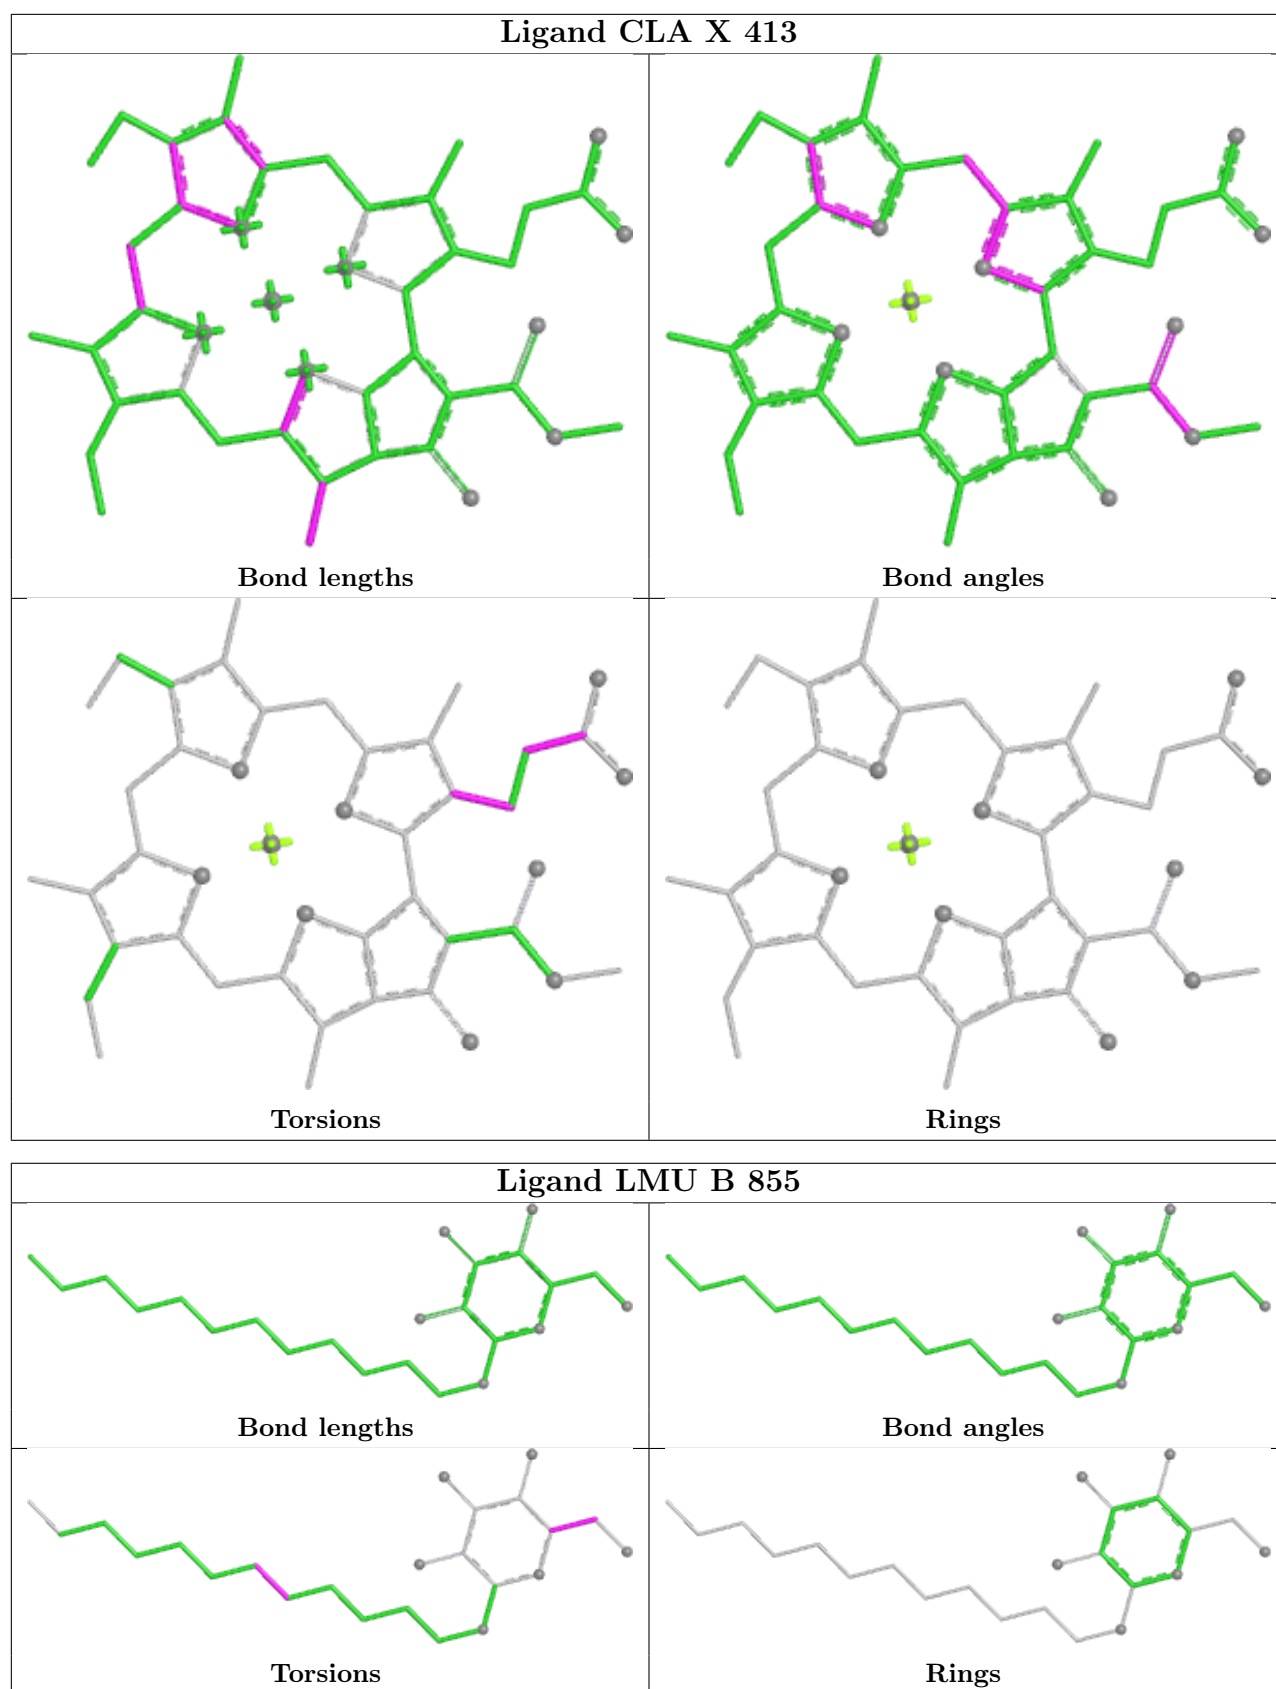 Ligand CLA X 413
Bond lengths
Bond angles
Torsions
Rings
Ligand LMU B 855
Bond lengths
Bond angles
Torsions
Rings